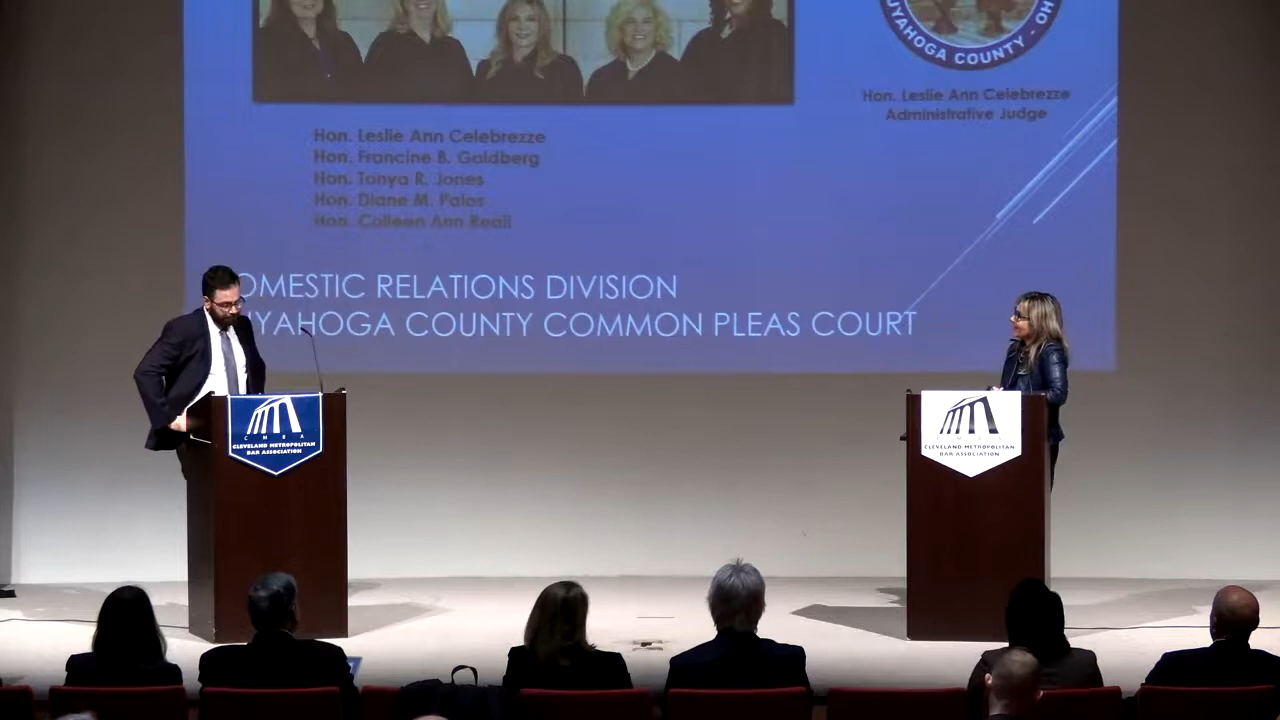 UYAHOGA COUNTY - OH
Hon. Leslie Ann Celebrezze
Administrative Judge
Hon. Leslie Ann Celebrezze
Hon. Francine B. Goldberg
Hon. Tonya R. Jones
Hon. Diane M. Palos
Hon. Colleen Ann Reali
OMESTIC RELATIONS DIVISION
YAHOGA COUNTY COMMON PLEAS COURT
C M B A
CLEVELAND METROPOLITAN
BAR ASSOCIATION
C M B A
CLEVELAND METROPOLITAN
BAR ASSOCIATION